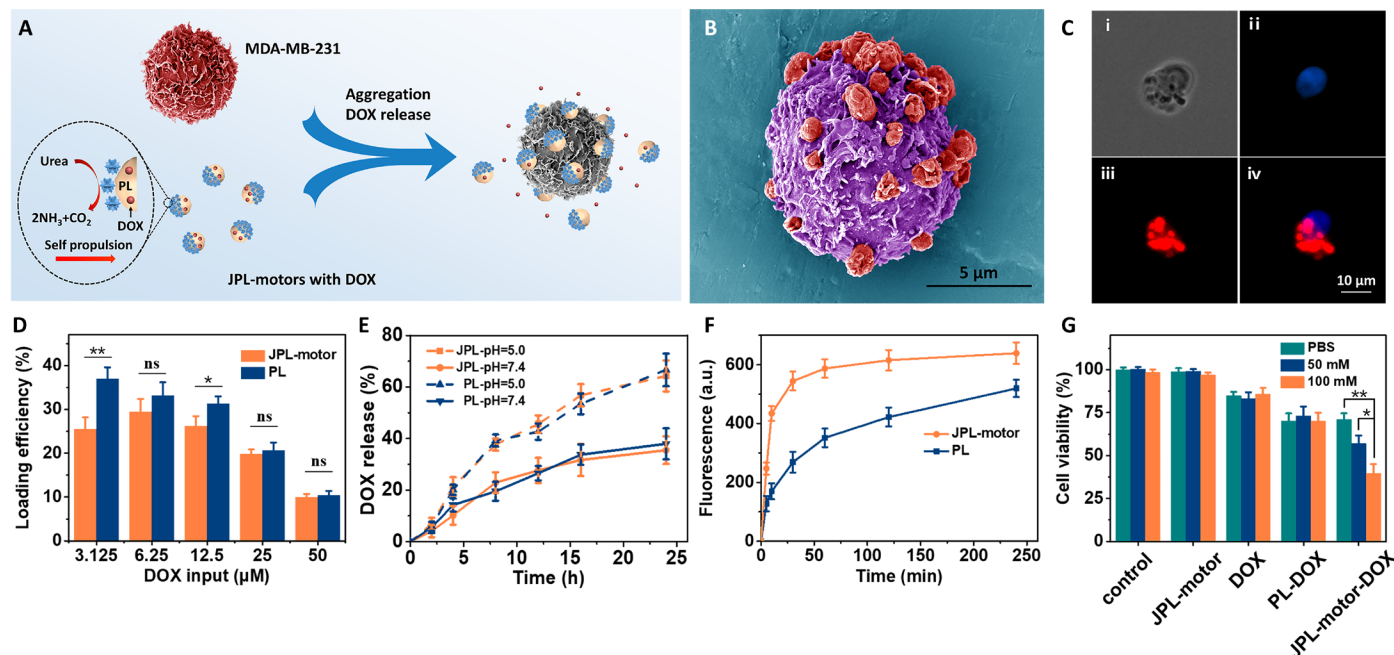 A
MDA-MB-231
Aggregation
DOX release
Urea
PL
2NH₃+CO₂
DOX
Self propulsion
JPL-motors with DOX
B
5 μm
C
i
ii
iii
iv
10 μm
D
Loading efficiency (%)
40
30
20
10
0
**
ns
*
ns
ns
JPL-motor
PL
3.125
6.25
12.5
25
50
DOX input (μM)
E
DOX release (%)
80
60
40
20
0
JPL-pH=5.0
JPL-pH=7.4
PL-pH=5.0
PL-pH=7.4
0
5
10
15
20
25
Time (h)
F
Fluorescence (a.u.)
600
400
200
0
JPL-motor
PL
0
50
100
150
200
250
Time (min)
G
Cell viability (%)
125
100
75
50
25
0
PBS
50 mM
100 mM
**
*
control
JPL-motor
DOX
PL-DOX
JPL-motor-DOX